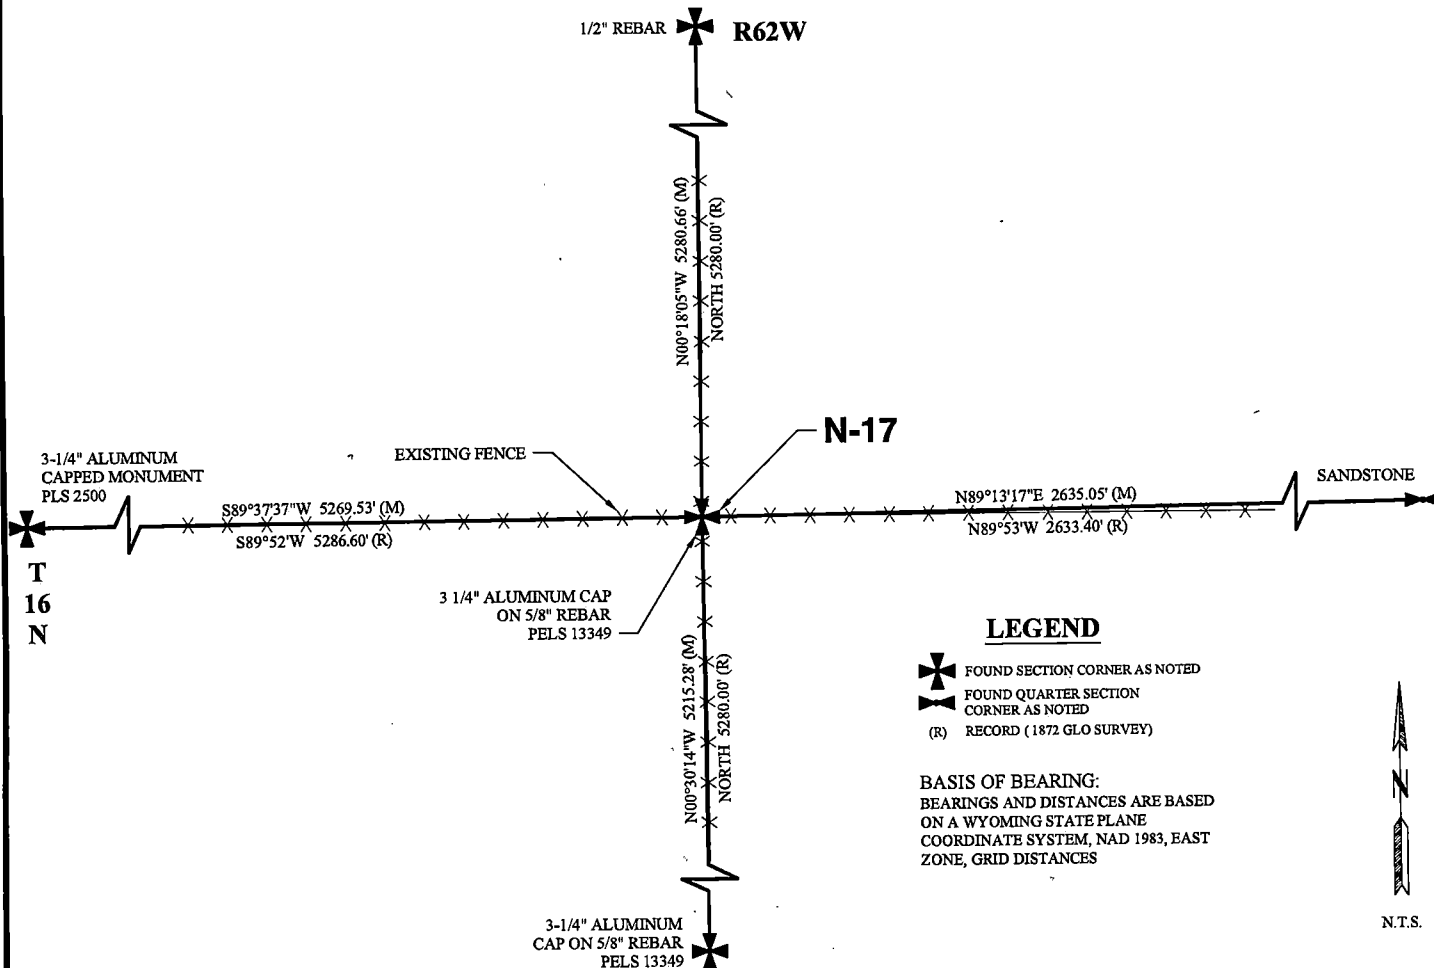 1/2" REBAR
R62W
N00°18'05"W 5280.66' (M)
NORTH 5280.00' (R)
N-17
3-1/4" ALUMINUM
CAPPED MONUMENT
PLS 2500
EXISTING FENCE
S89°37'37"W 5269.53' (M)
S89°52'W 5286.60' (R)
N89°13'17"E 2635.05' (M)
N89°53'W 2633.40' (R)
SANDSTONE
T
16
N
3 1/4" ALUMINUM CAP
ON 5/8" REBAR
PELS 13349
N00°30'14"W 5215.28' (M)
NORTH 5280.00' (R)
LEGEND
FOUND SECTION CORNER AS NOTED
FOUND QUARTER SECTION
CORNER AS NOTED
(R) RECORD ( 1872 GLO SURVEY)
BASIS OF BEARING:
BEARINGS AND DISTANCES ARE BASED
ON A WYOMING STATE PLANE
COORDINATE SYSTEM, NAD 1983, EAST
ZONE, GRID DISTANCES
N
N.T.S.
3-1/4" ALUMINUM
CAP ON 5/8" REBAR
PELS 13349